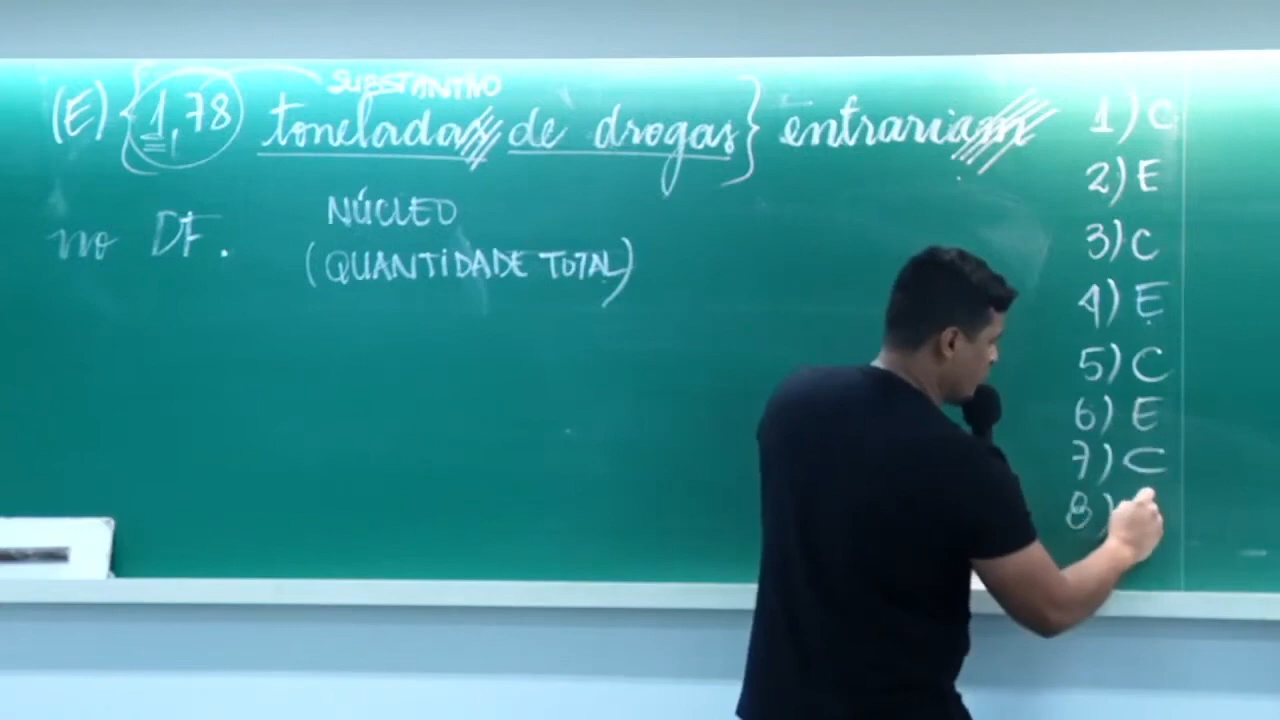 SUBSTANTIVO
(E) {1,78 toneladas de drogas} entrariam
no DF.
NÚCLEO
(QUANTIDADE TOTAL)
1) C
2) E
3) C
4) E
5) C
6) E
7) C
8)